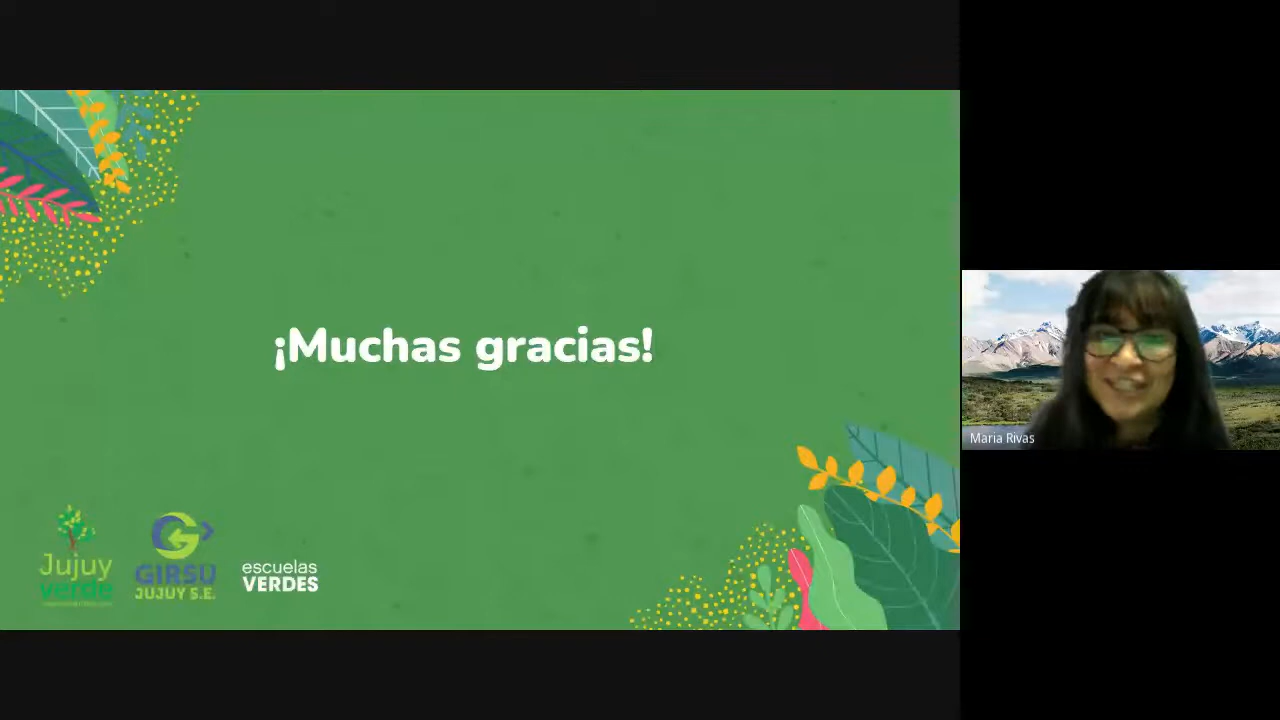 ¡Muchas gracias!
Jujuy
verde
GIRSU
JUJUY S.E.
escuelas
VERDES
Maria Rivas